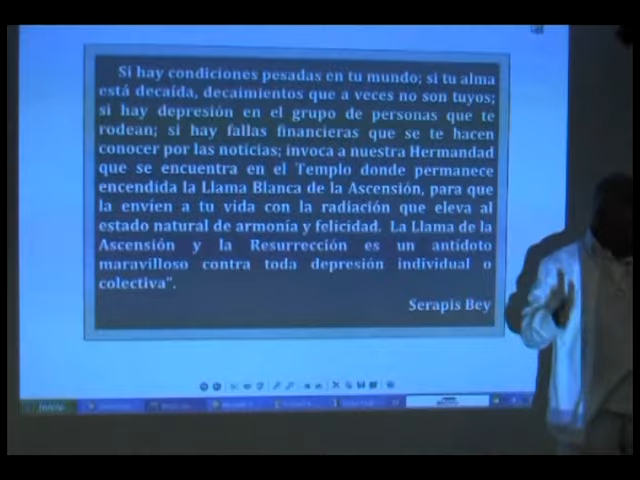 Si hay condiciones pesadas en tu mundo; si tu alma
está decaída, decaimientos que a veces no son tuyos;
si hay depresión en el grupo de personas que te
rodean; si hay fallas financieras que se te hacen
conocer por las noticias; invoca a nuestra Hermandad
que se encuentra en el Templo donde permanece
encendida la Llama Blanca de la Ascensión, para que
la envíen a tu vida con la radiación que eleva al
estado natural de armonía y felicidad. La Llama de la
Ascensión y la Resurrección es un antídoto
maravilloso contra toda depresión individual o
colectiva”.
Serapis Bey